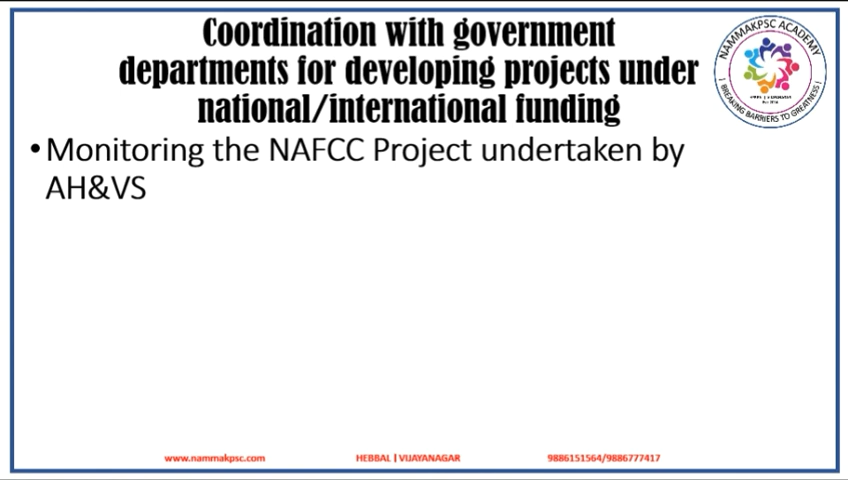 Coordination with government
departments for developing projects under
national/international funding
NAMMAKPSC ACADEMY
| BREAKING BARRIERS TO GREATNESS |
•Monitoring the NAFCC Project undertaken by
AH&VS
www.nammakpsc.com
HEBBAL | VIJAYANAGAR
9886151564/9886777417